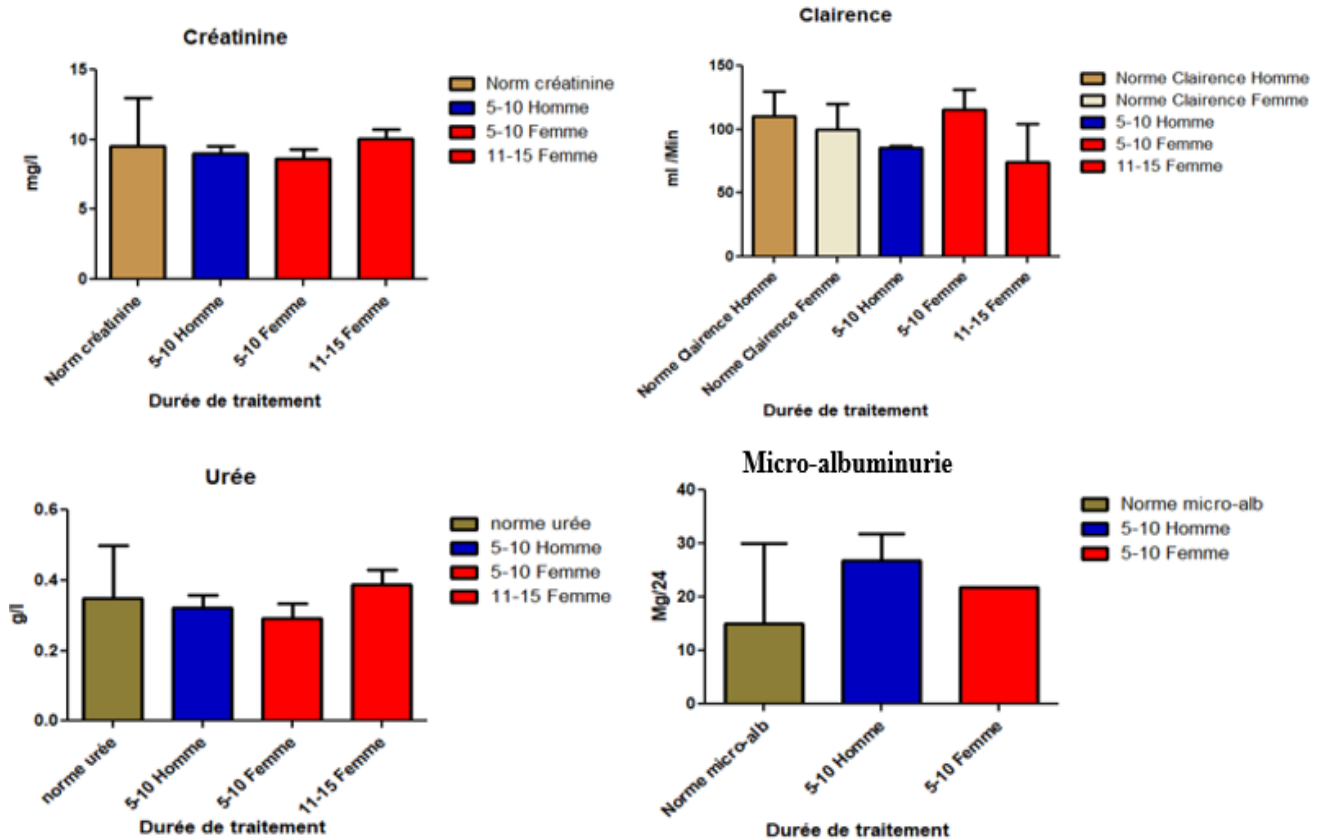 Créatinine
15
10
5
0
mg/l
Norm créatinine
5-10 Homme
5-10 Femme
11-15 Femme
Durée de traitement
Norm créatinine
5-10 Homme
5-10 Femme
11-15 Femme
Clairence
150
100
50
0
ml /Min
Norme Clairence Homme
Norme Clairence Femme
5-10 Homme
5-10 Femme
11-15 Femme
Durée de traitement
Norme Clairence Homme
Norme Clairence Femme
5-10 Homme
5-10 Femme
11-15 Femme
Urée
0.6
0.4
0.2
0.0
g/l
norme urée
5-10 Homme
5-10 Femme
11-15 Femme
Durée de traitement
norme urée
5-10 Homme
5-10 Femme
11-15 Femme
Micro-albuminurie
40
30
20
10
0
Mg/24
Norme micro-alb
5-10 Homme
5-10 Femme
Durée de traitement
Norme micro-alb
5-10 Homme
5-10 Femme